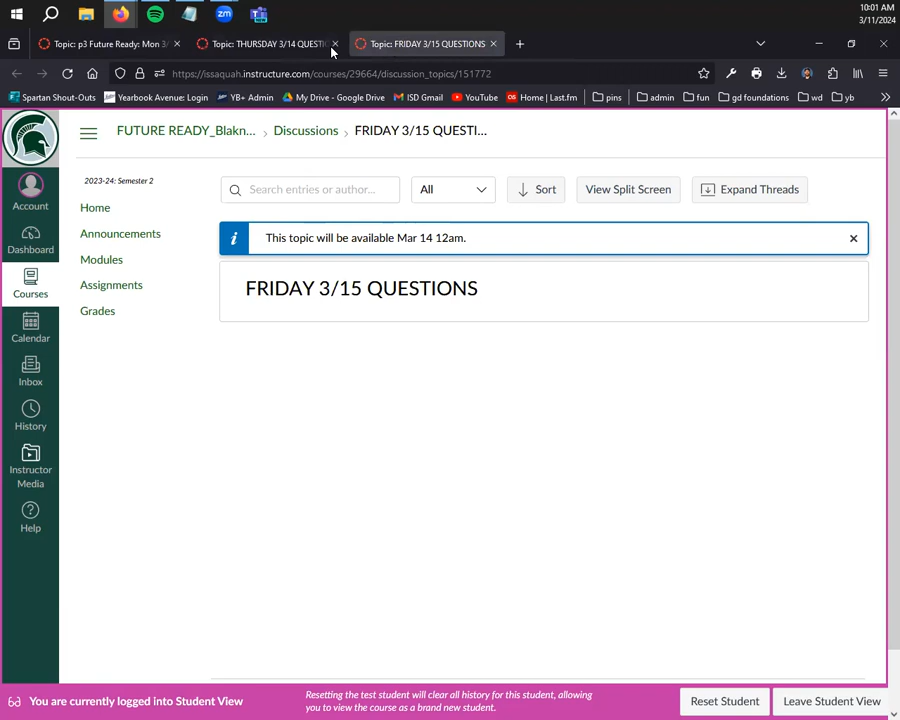 10:01 AM
3/11/2024
Topic: p3 Future Ready: Mon 3/
Topic: THURSDAY 3/14 QUESTI
Topic: FRIDAY 3/15 QUESTIONS
https://issaquah.instructure.com/courses/29664/discussion_topics/151772
Spartan Shout-Outs
Yearbook Avenue: Login
YB+ Admin
My Drive - Google Drive
ISD Gmail
YouTube
Home | Last.fm
pins
admin
fun
gd foundations
wd
yb
FUTURE READY_Blakn...
Discussions
FRIDAY 3/15 QUESTI...
Account
Dashboard
Courses
Calendar
Inbox
History
Instructor
Media
Help
2023-24: Semester 2
Home
Announcements
Modules
Assignments
Grades
Search entries or author...
All
Sort
View Split Screen
Expand Threads
This topic will be available Mar 14 12am.
FRIDAY 3/15 QUESTIONS
You are currently logged into Student View
Resetting the test student will clear all history for this student, allowing
you to view the course as a brand new student.
Reset Student
Leave Student View